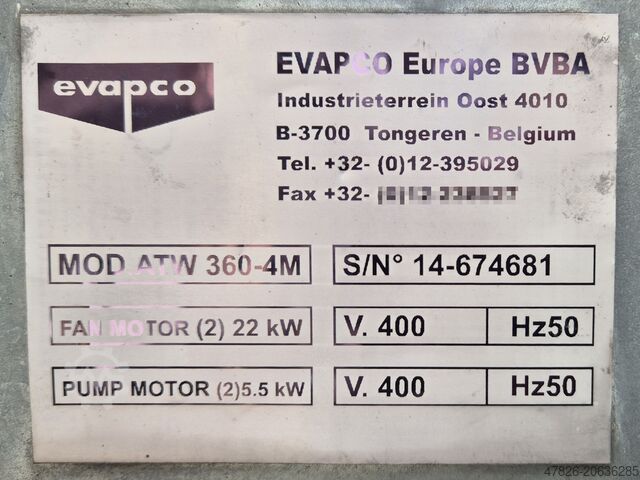 evapco
EVAPCO Europe BVBA
Industrieterrein Oost 4010
B-3700 Tongeren - Belgium
Tel. +32- (0)12-395029
Fax +32-
MOD ATW 360-4M
S/N° 14-674681
FAN MOTOR (2) 22 kW
V. 400
Hz50
PUMP MOTOR (2)5.5 kW
V. 400
Hz50
47826-20636285